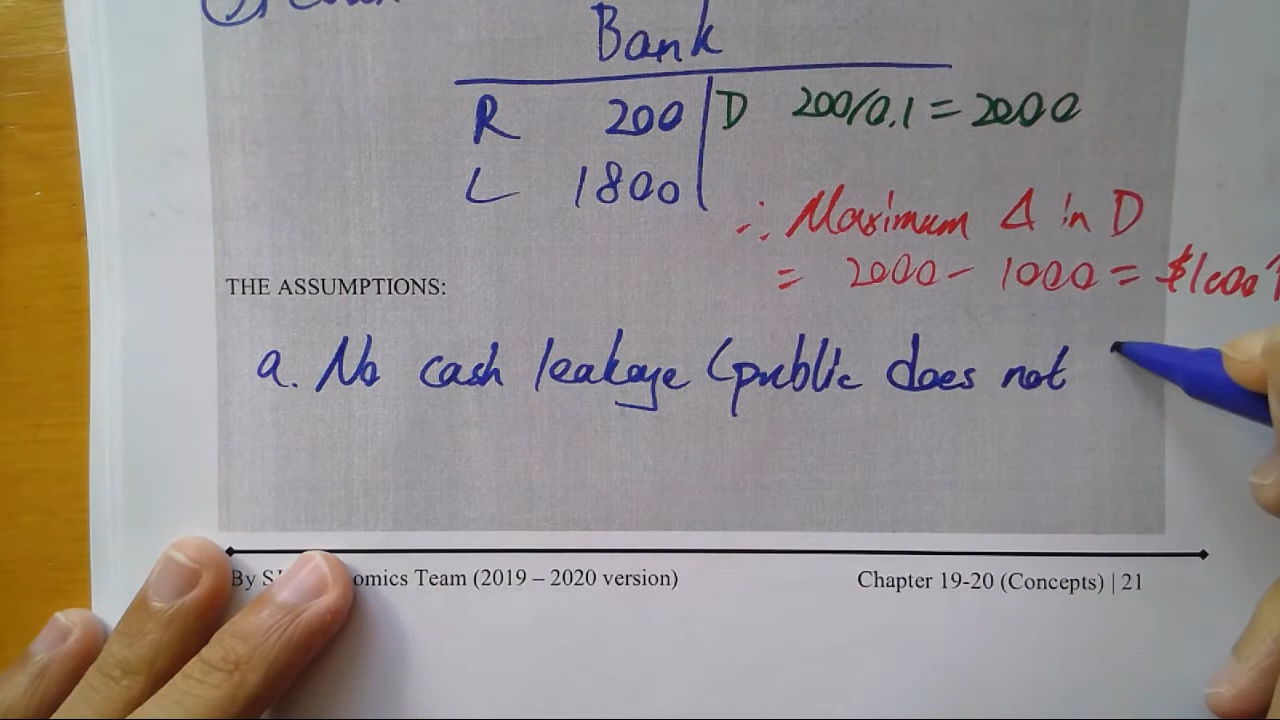 Bank
R 200 D 200/0.1 = 2000
L 1800
∴ Maximum Δ in D
= 2000 - 1000 = $1000
THE ASSUMPTIONS:
a. No cash leakage (public does not
By S omics Team (2019 – 2020 version) Chapter 19-20 (Concepts) | 21